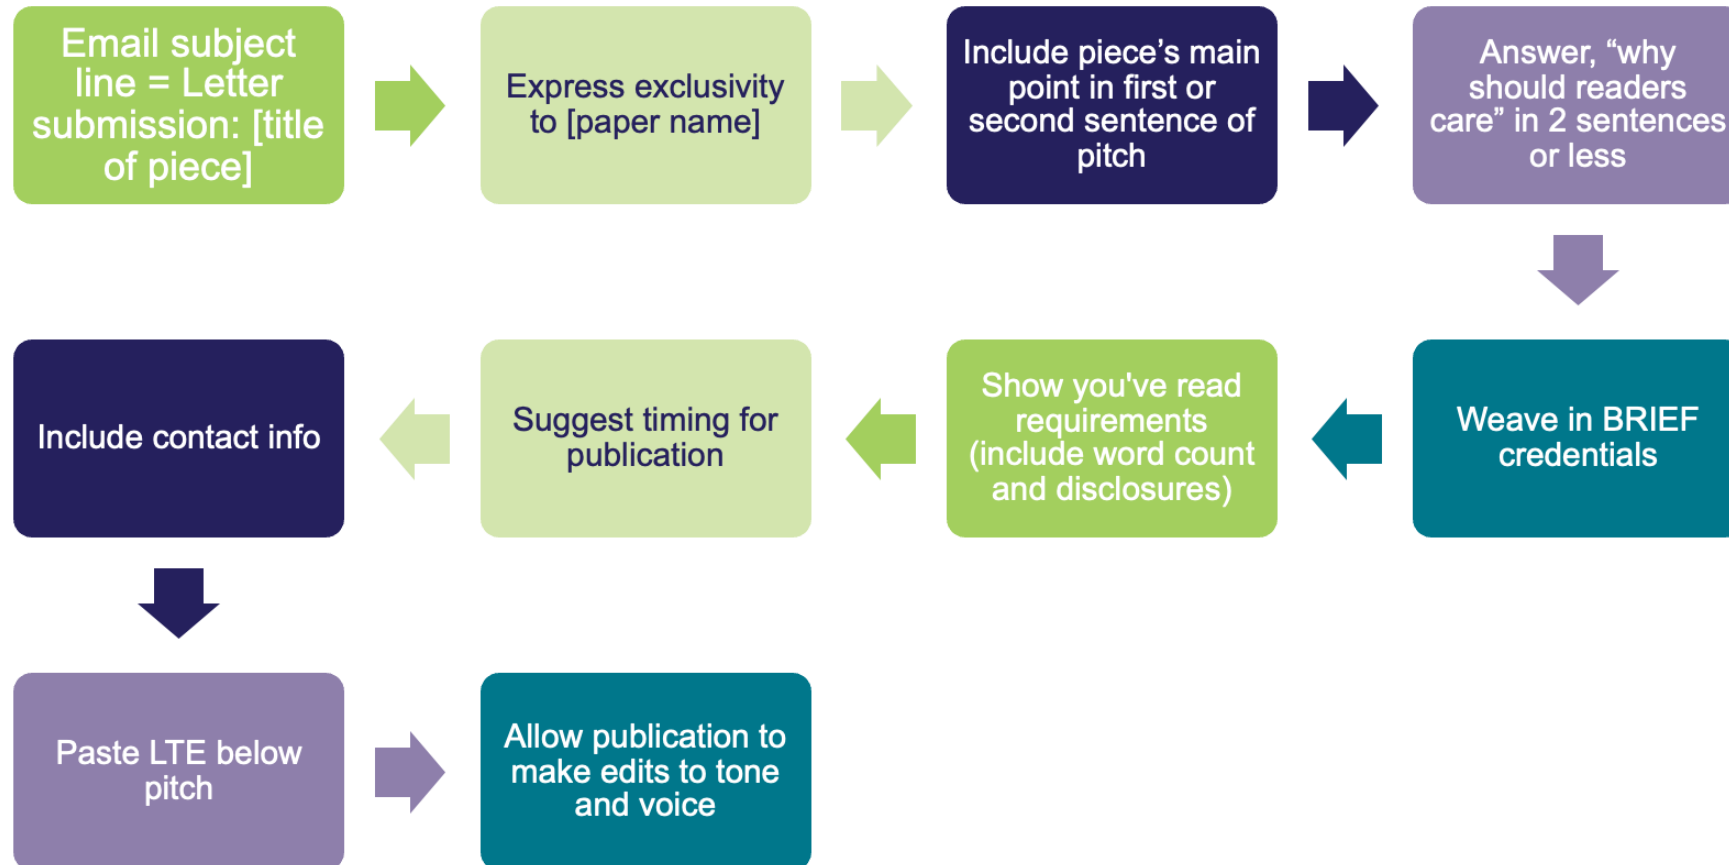 Email subject
line = Letter
submission: [title
of piece]
Express exclusivity
to [paper name]
Include piece’s main
point in first or
second sentence of
pitch
Answer, “why
should readers
care” in 2 sentences
or less
Weave in BRIEF
credentials
Show you've read
requirements
(include word count
and disclosures)
Suggest timing for
publication
Include contact info
Paste LTE below
pitch
Allow publication to
make edits to tone
and voice